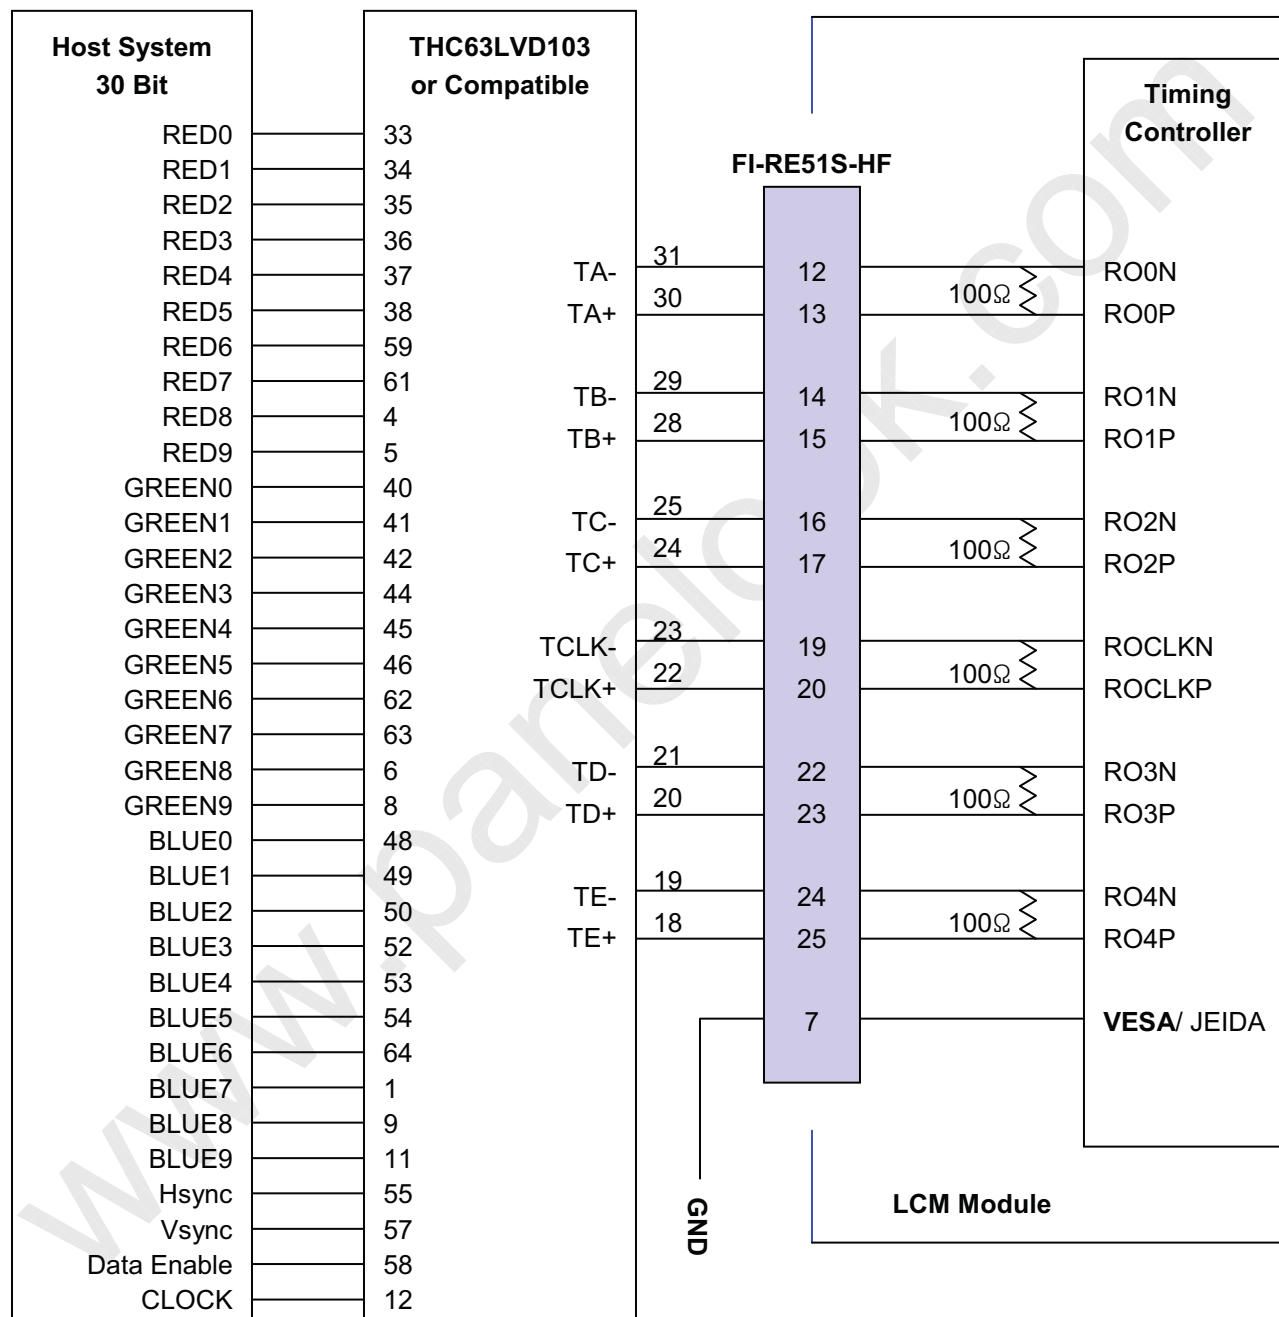 Host System
30 Bit
RED0
RED1
RED2
RED3
RED4
RED5
RED6
RED7
RED8
RED9
GREEN0
GREEN1
GREEN2
GREEN3
GREEN4
GREEN5
GREEN6
GREEN7
GREEN8
GREEN9
BLUE0
BLUE1
BLUE2
BLUE3
BLUE4
BLUE5
BLUE6
BLUE7
BLUE8
BLUE9
Hsync
Vsync
Data Enable
CLOCK
THC63LVD103
or Compatible
33
34
35
36
37
38
59
61
4
5
40
41
42
44
45
46
62
63
6
8
48
49
50
52
53
54
64
1
9
11
55
57
58
12
TA- 31
TA+ 30
TB- 29
TB+ 28
TC- 25
TC+ 24
TCLK- 23
TCLK+ 22
TD- 21
TD+ 20
TE- 19
TE+ 18
FI-RE51S-HF
12
13
14
15
16
17
19
20
22
23
24
25
7
GND
100Ω
100Ω
100Ω
100Ω
100Ω
100Ω
Timing
Controller
RO0N
RO0P
RO1N
RO1P
RO2N
RO2P
ROCLKN
ROCLKP
RO3N
RO3P
RO4N
RO4P
VESA/ JEIDA
LCM Module
www.panelook.com